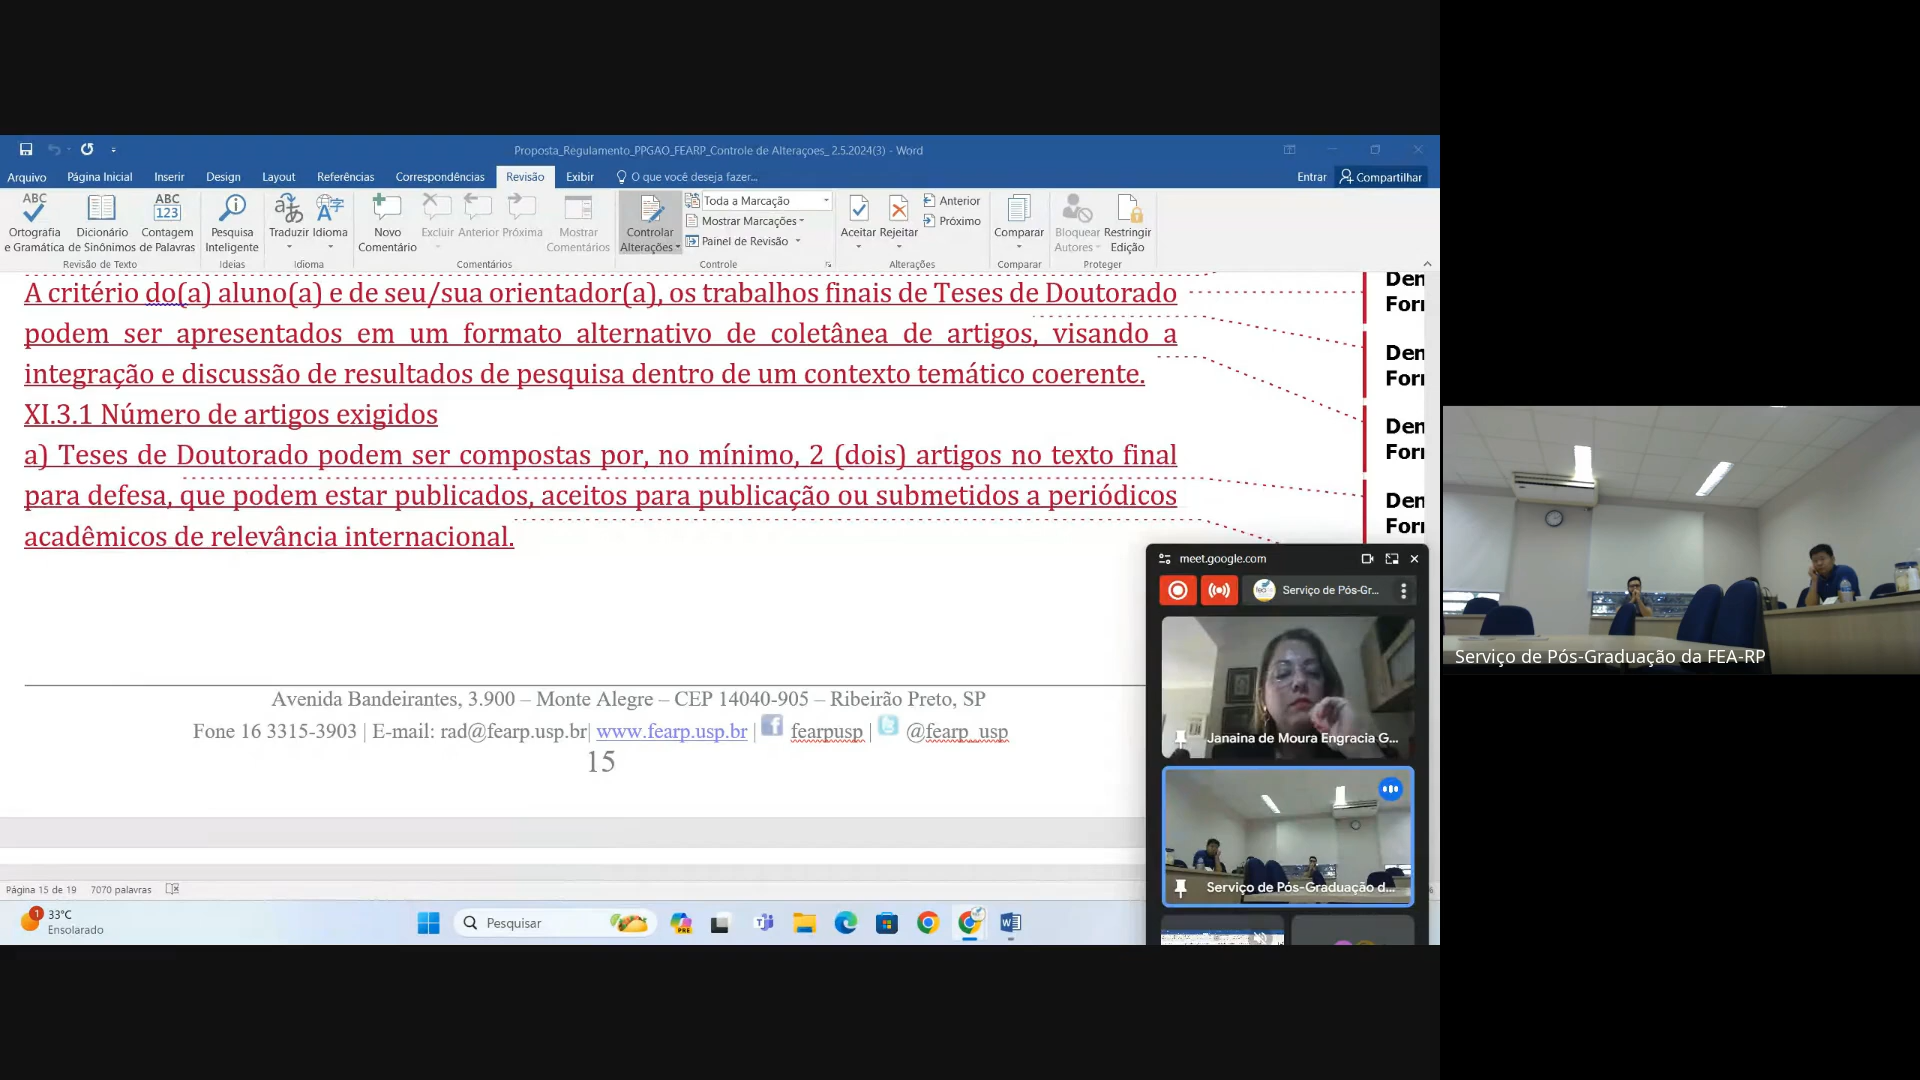 Proposta_Regulamento_PPGAO_FEARP_Controle de Alterações_ 2.5.2024(3) - Word
Arquivo Página Inicial Inserir Design Layout Referências Correspondências Revisão Exibir O que você deseja fazer... Entrar Compartilhar
ABC ABC 123
Ortografia e Gramática
Dicionário de Sinônimos
Contagem de Palavras
Pesquisa Inteligente
Traduzir
Idioma
Novo Comentário
Excluir
Anterior
Próxima
Mostrar Comentários
Controlar Alterações
Toda a Marcação
Mostrar Marcações
Painel de Revisão
Aceitar
Rejeitar
Anterior
Próximo
Comparar
Bloquear Autores
Restringir Edição
Revisão de Texto Ideias Idioma Comentários Controle Alterações Comparar Proteger
A critério do(a) aluno(a) e de seu/sua orientador(a), os trabalhos finais de Teses de Doutorado
podem ser apresentados em um formato alternativo de coletânea de artigos, visando a
integração e discussão de resultados de pesquisa dentro de um contexto temático coerente.
XI.3.1 Número de artigos exigidos
a) Teses de Doutorado podem ser compostas por, no mínimo, 2 (dois) artigos no texto final
para defesa, que podem estar publicados, aceitos para publicação ou submetidos a periódicos
acadêmicos de relevância internacional.
Avenida Bandeirantes, 3.900 – Monte Alegre – CEP 14040-905 – Ribeirão Preto, SP
Fone 16 3315-3903 | E-mail: rad@fearp.usp.br| www.fearp.usp.br | fearpusp | @fearp_usp
15
meet.google.com
Serviço de Pós-Gr...
Janaina de Moura Engracia G...
Serviço de Pós-Graduação d...
Serviço de Pós-Graduação da FEA-RP
Página 15 de 19 7070 palavras
1
33°C
Ensolarado
Pesquisar
PRE